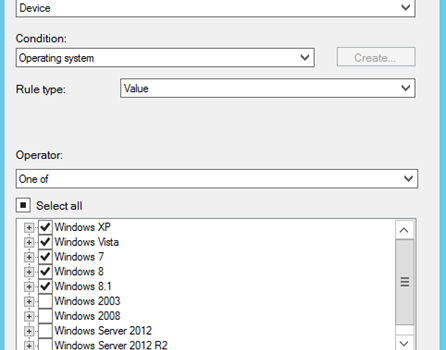 Device
Condition:
Operating system
Create...
Rule type:
Value
Operator:
One of
Select all
Windows XP
Windows Vista
Windows 7
Windows 8
Windows 8.1
Windows 2003
Windows 2008
Windows Server 2012
Windows Server 2012 R2